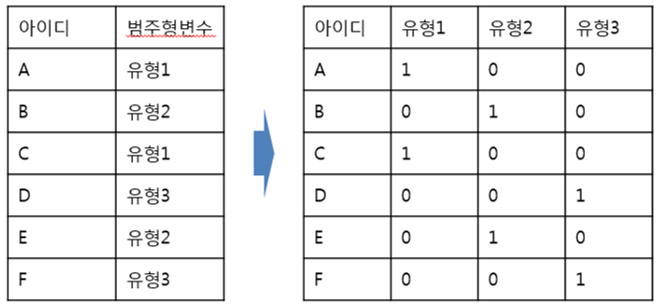 아이디 범주형변수
A 유형1
B 유형2
C 유형1
D 유형3
E 유형2
F 유형3
아이디 유형1 유형2 유형3
A 1 0 0
B 0 1 0
C 1 0 0
D 0 0 1
E 0 1 0
F 0 0 1